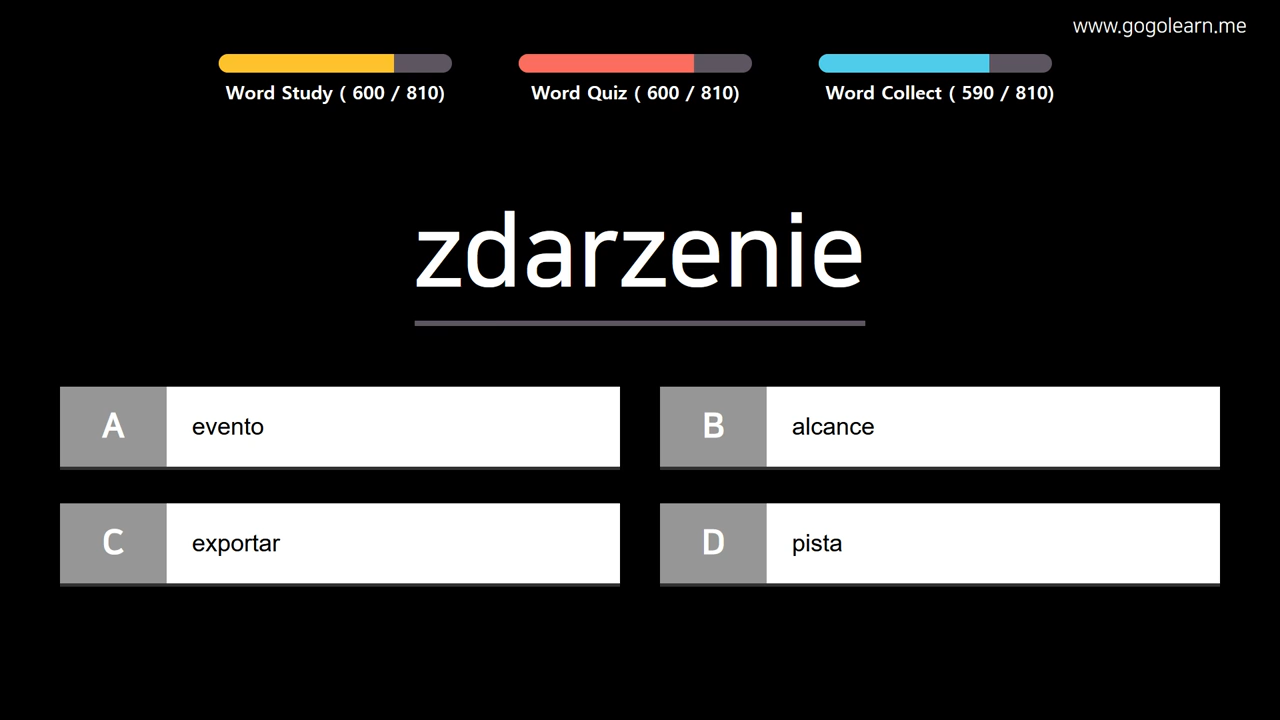 www.gogolearn.me
Word Study ( 600 / 810)
Word Quiz ( 600 / 810)
Word Collect ( 590 / 810)
zdarzenie
A evento
B alcance
C exportar
D pista